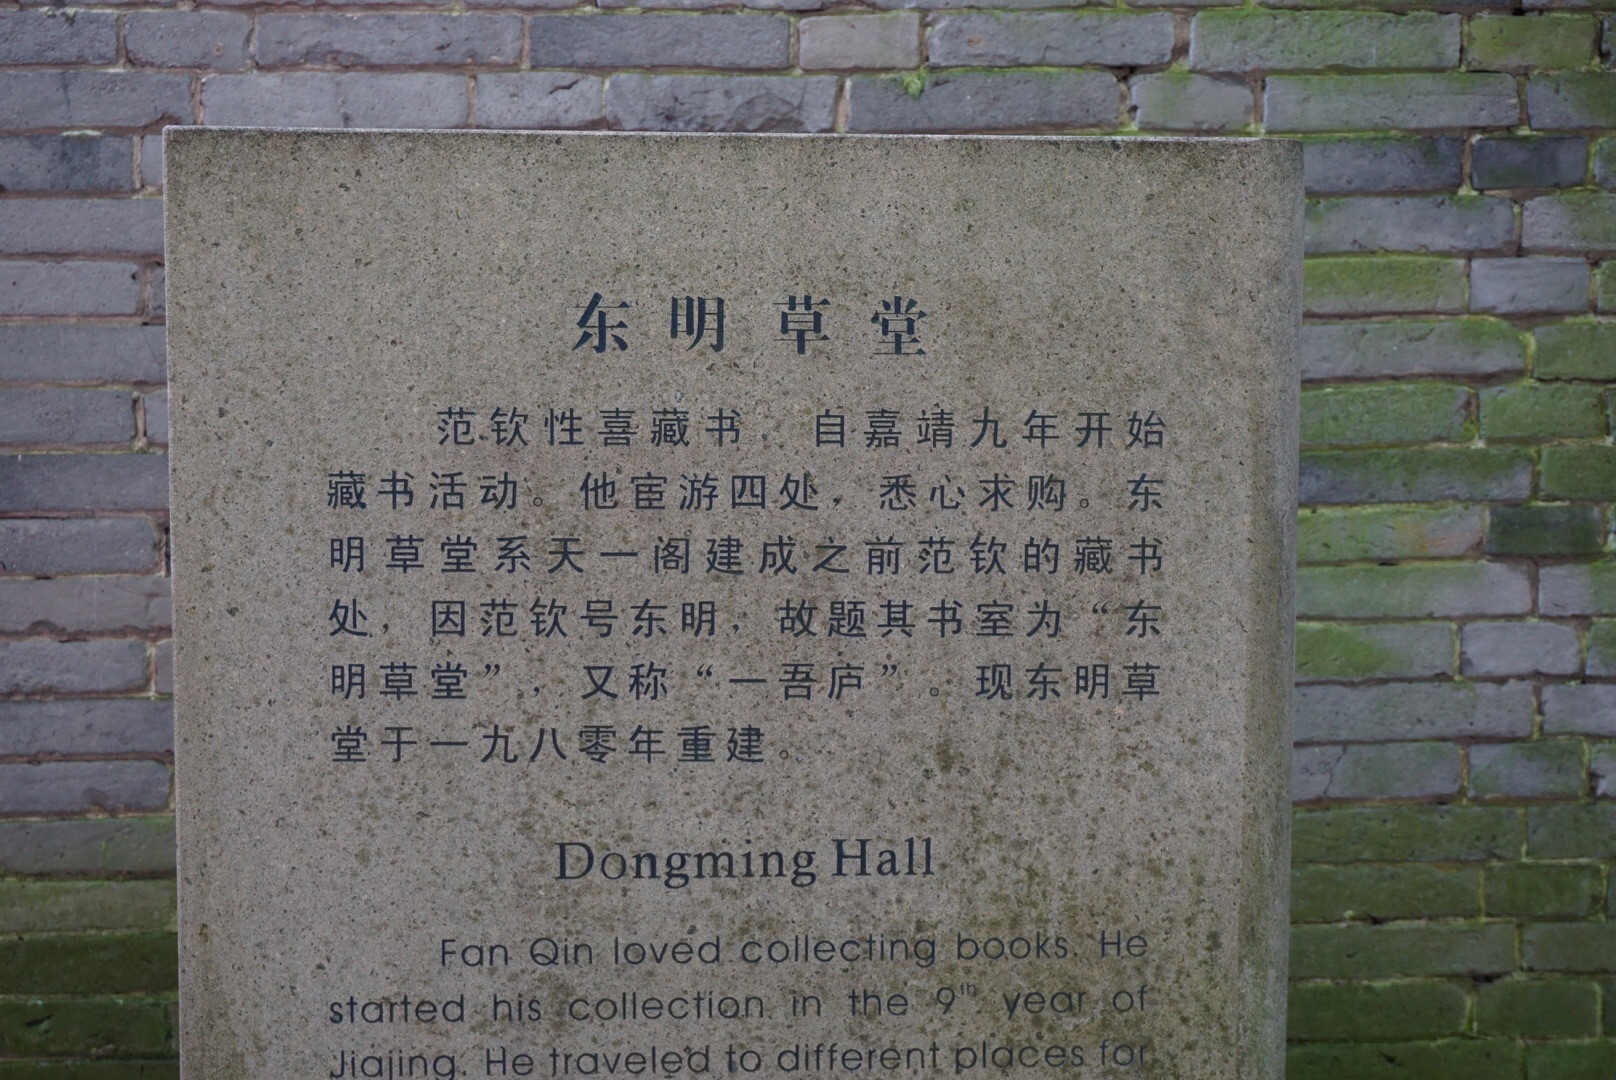 东明草堂
范钦性喜藏书，自嘉靖九年开始
藏书活动。他宦游四处，悉心求购。东
明草堂系天一阁建成之前范钦的藏书
处，因范钦号东明，故题其书室为“东
明草堂”，又称“一吾庐”。现东明草
堂于一九八零年重建。
Dongming Hall
Fan Qin loved collecting books. He
started his collection in the 9th year of
Jiajing. He traveled to different places for